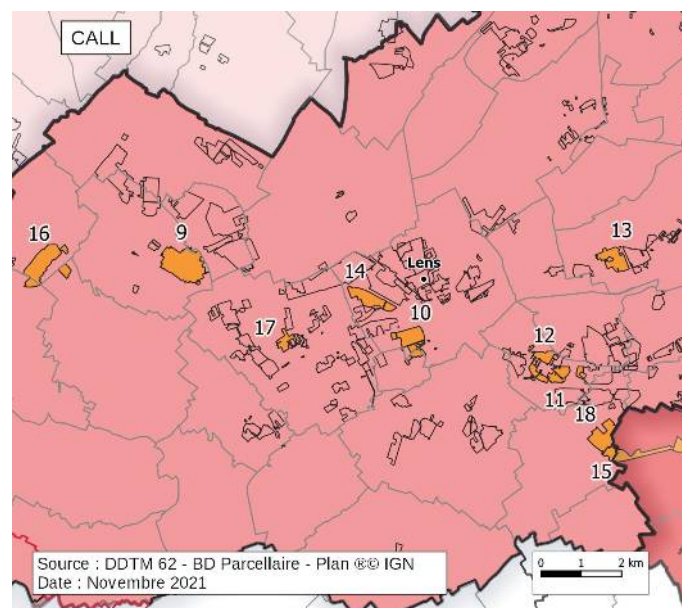 CALL
16
9
13
Lens
14
10
17
12
11
18
15
Source : DDTM 62 - BD Parcellaire - Plan ®© IGN
Date : Novembre 2021
0 1 2 km